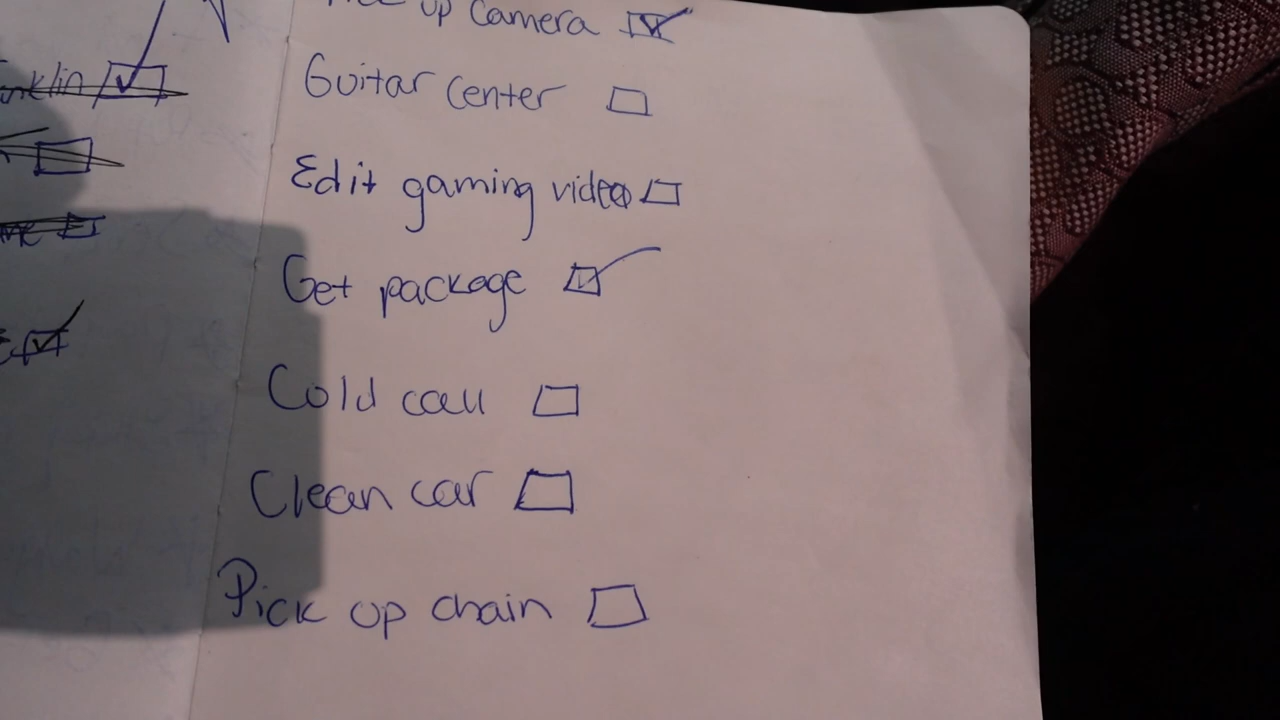 up Camera
Guitar Center
Edit gaming video
Get package
Cold call
Clean car
Pick up chain